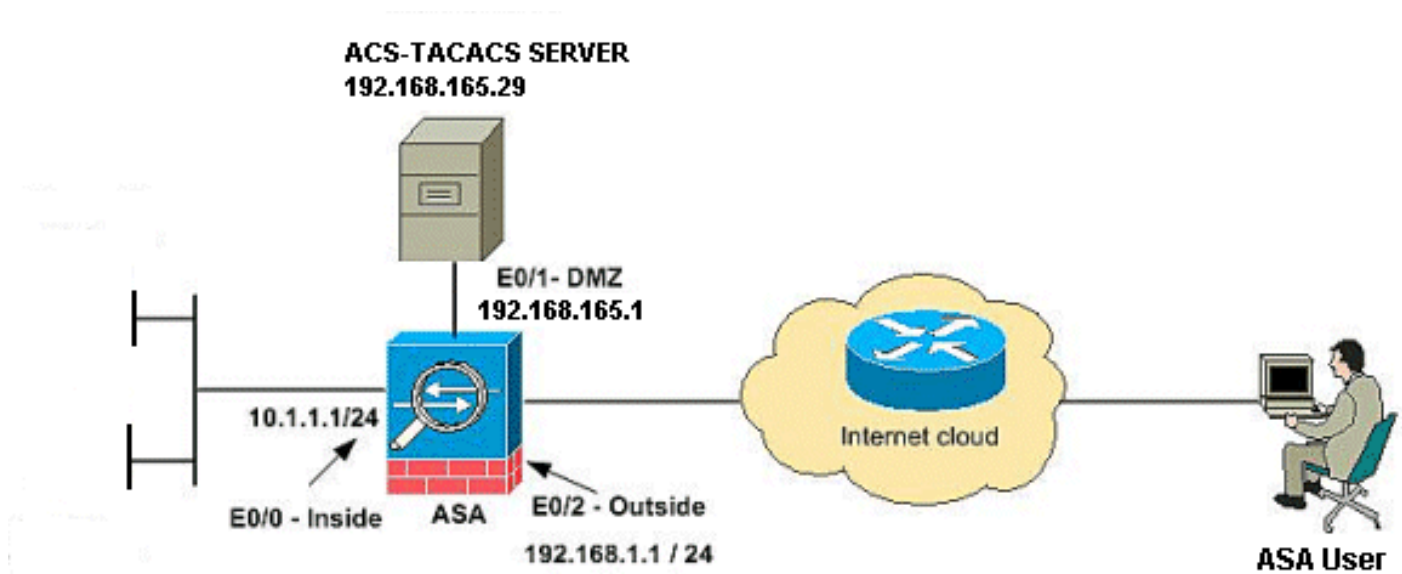 ACS-TACACS SERVER
192.168.165.29
E0/1- DMZ
192.168.165.1
10.1.1.1/24
Internet cloud
E0/0 - Inside
ASA
E0/2 - Outside
192.168.1.1 / 24
ASA User